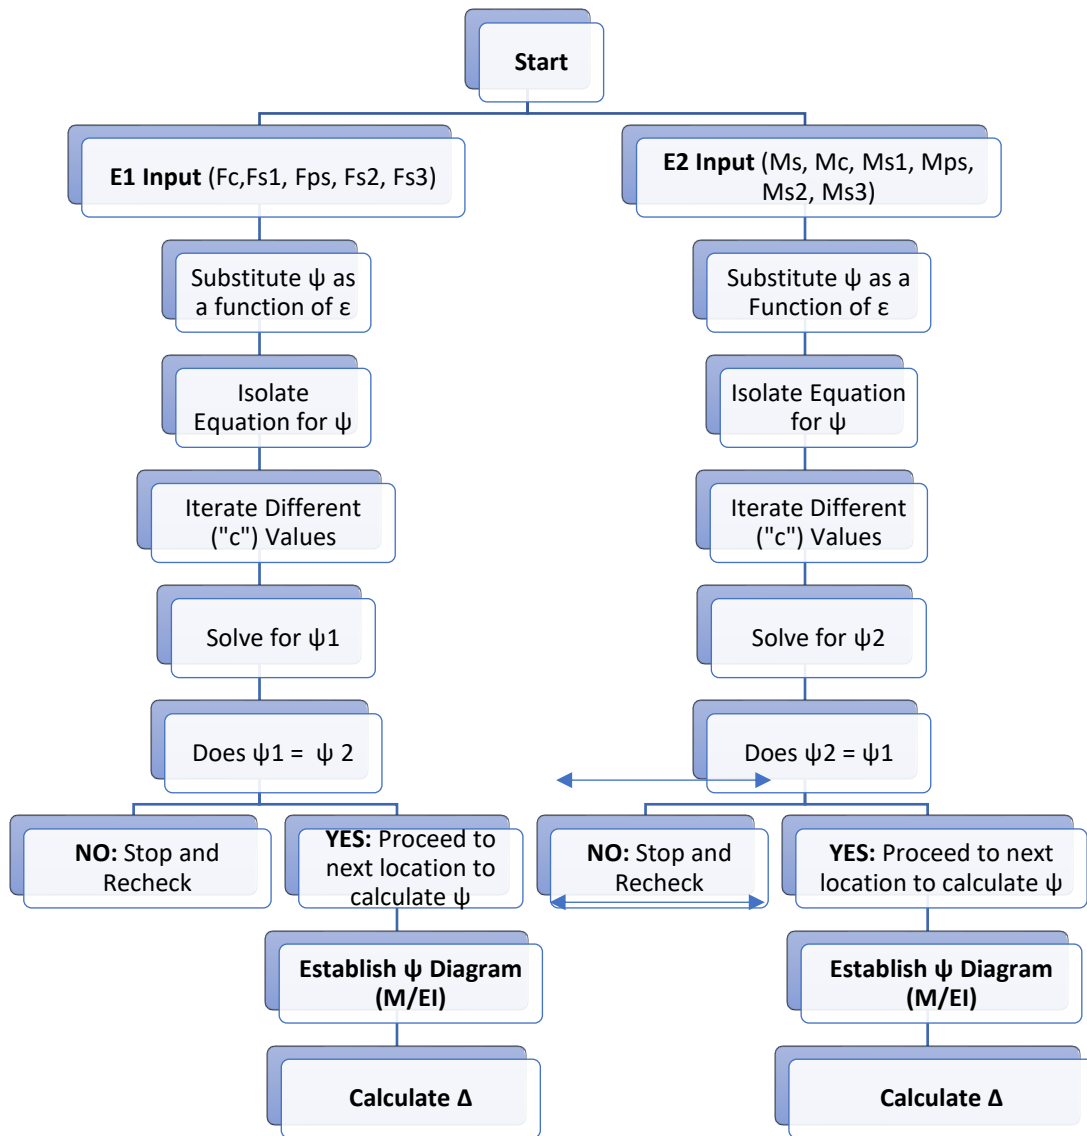 Start
E1 Input (Fc,Fs1, Fps, Fs2, Fs3)
Substitute ψ as
a function of ε
Isolate
Equation for ψ
Iterate Different
("c") Values
Solve for ψ1
Does ψ1 =  ψ 2
NO: Stop and
Recheck
YES: Proceed to
next location to
calculate ψ
Establish ψ Diagram
(M/EI)
Calculate Δ
E2 Input (Ms, Mc, Ms1, Mps,
Ms2, Ms3)
Substitute ψ as a
Function of ε
Isolate Equation
for ψ
Iterate Different
("c") Values
Solve for ψ2
Does ψ2 = ψ1
NO: Stop and
Recheck
YES: Proceed to next
location to calculate ψ
Establish ψ Diagram
(M/EI)
Calculate Δ